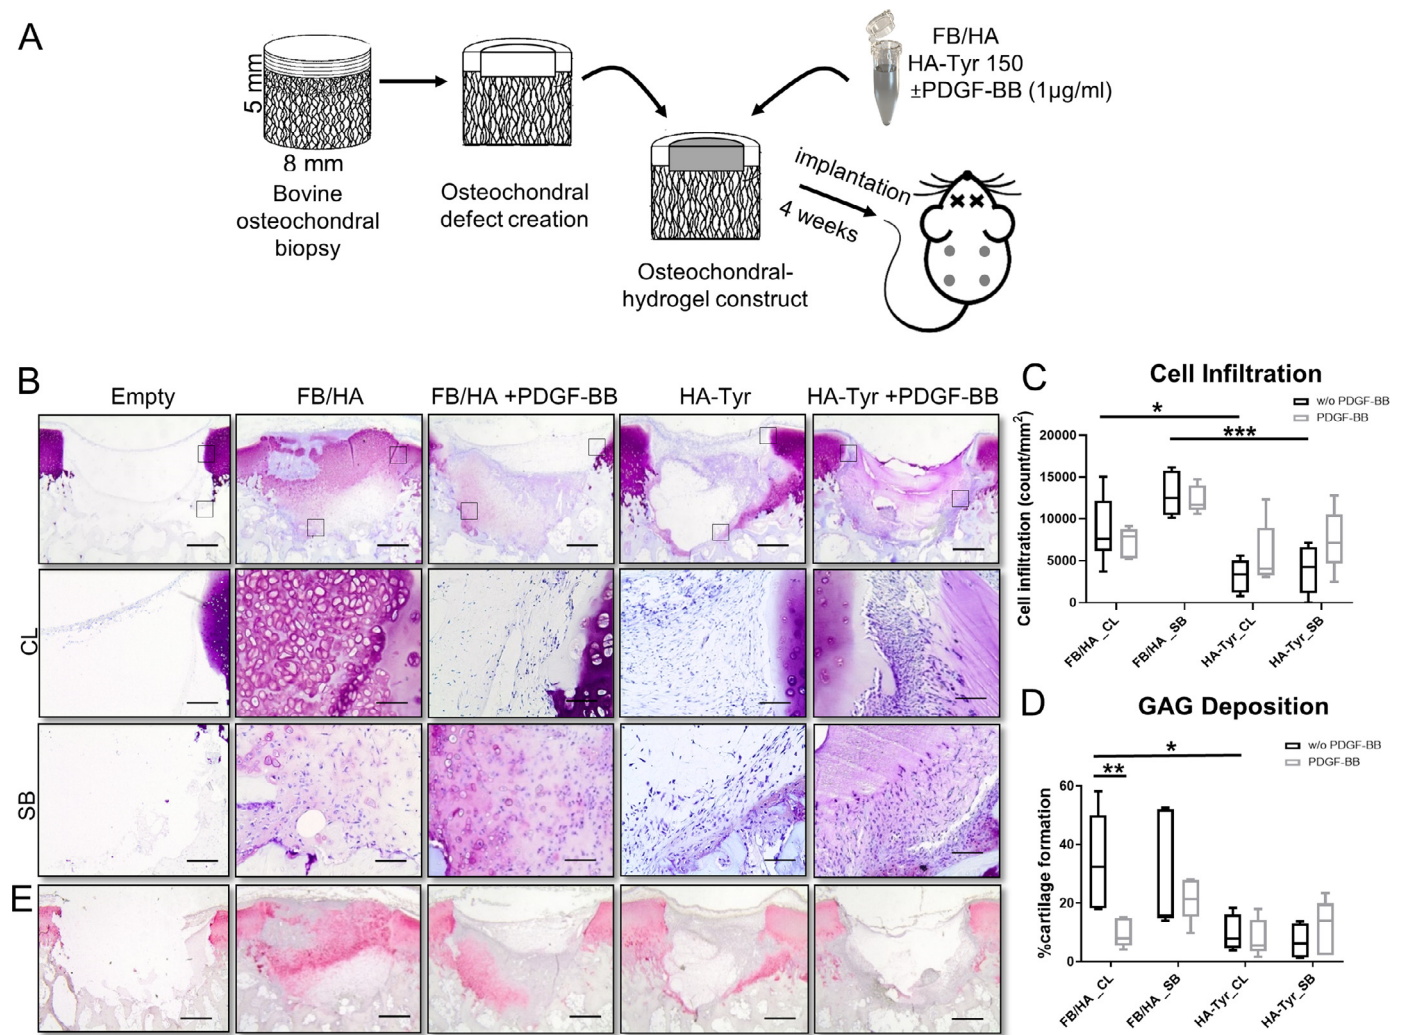 A
5 mm
8 mm
Bovine
osteochondral
biopsy
Osteochondral
defect creation
FB/HA
HA-Tyr 150
±PDGF-BB (1µg/ml)
Osteochondral-
hydrogel construct
implantation
4 weeks
B
Empty
FB/HA
FB/HA +PDGF-BB
HA-Tyr
HA-Tyr +PDGF-BB
CL
SB
E
C
Cell Infiltration
w/o PDGF-BB
PDGF-BB
*
***
Cell infiltration (count/mm²)
20000
15000
10000
5000
0
FB/HA_CL
FB/HA_SB
HA-Tyr_CL
HA-Tyr_SB
D
GAG Deposition
w/o PDGF-BB
PDGF-BB
*
**
%cartilage formation
60
40
20
0
FB/HA_CL
FB/HA_SB
HA-Tyr_CL
HA-Tyr_SB